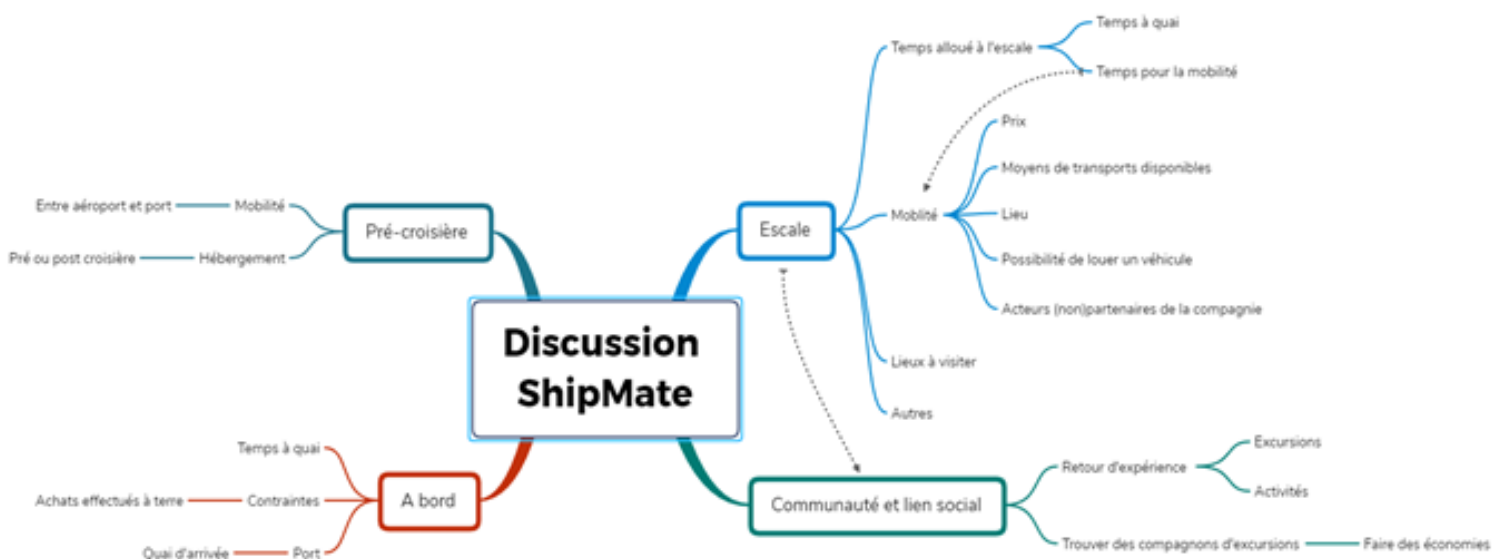 Discussion
ShipMate
Pré-croisière
Mobilité
Entre aéroport et port
Hébergement
Pré ou post croisière
A bord
Temps à quai
Contraintes
Achats effectués à terre
Port
Quai d'arrivée
Escale
Temps alloué à l'escale
Temps à quai
Temps pour la mobilité
Moblité
Prix
Moyens de transports disponibles
Lieu
Possibilité de louer un véhicule
Acteurs (non)partenaires de la compagnie
Lieux à visiter
Autres
Communauté et lien social
Retour d'expérience
Excursions
Activités
Trouver des compagnons d'excursions
Faire des économies